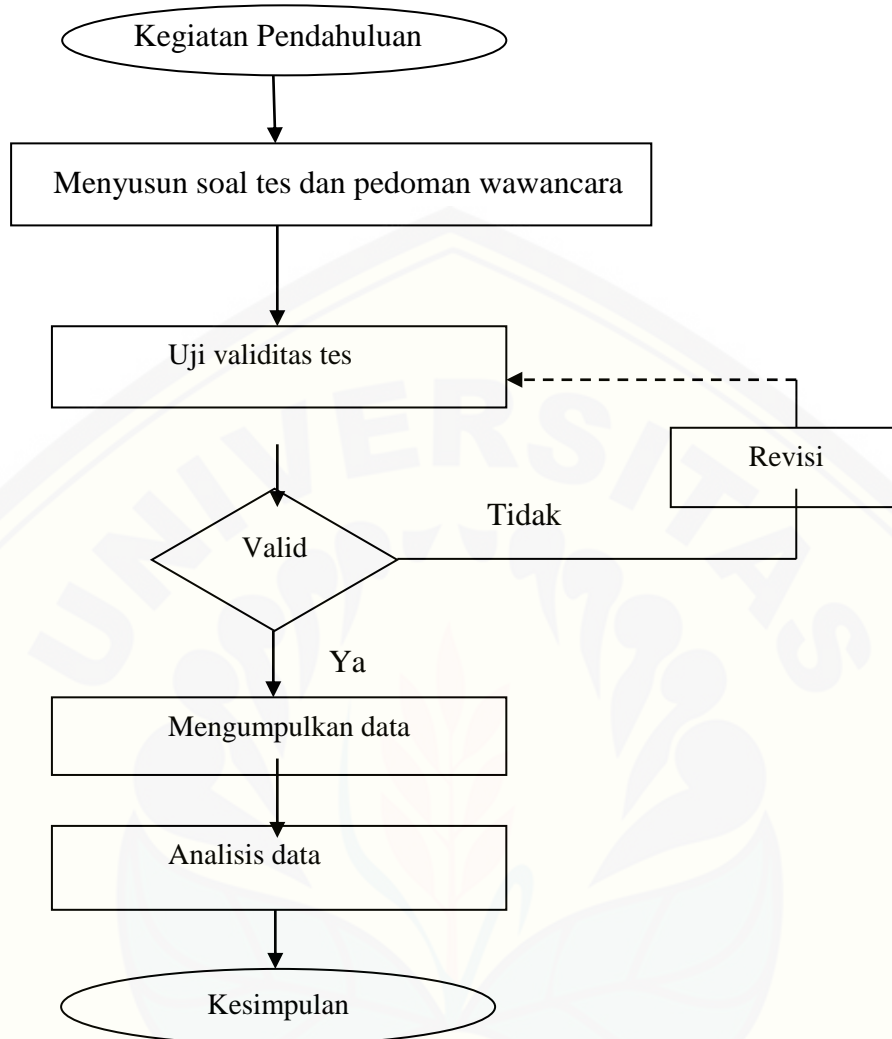 Kegiatan Pendahuluan
Menyusun soal tes dan pedoman wawancara
Uji validitas tes
Revisi
Tidak
Valid
Ya
Mengumpulkan data
Analisis data
Kesimpulan
UNIVERSITAS